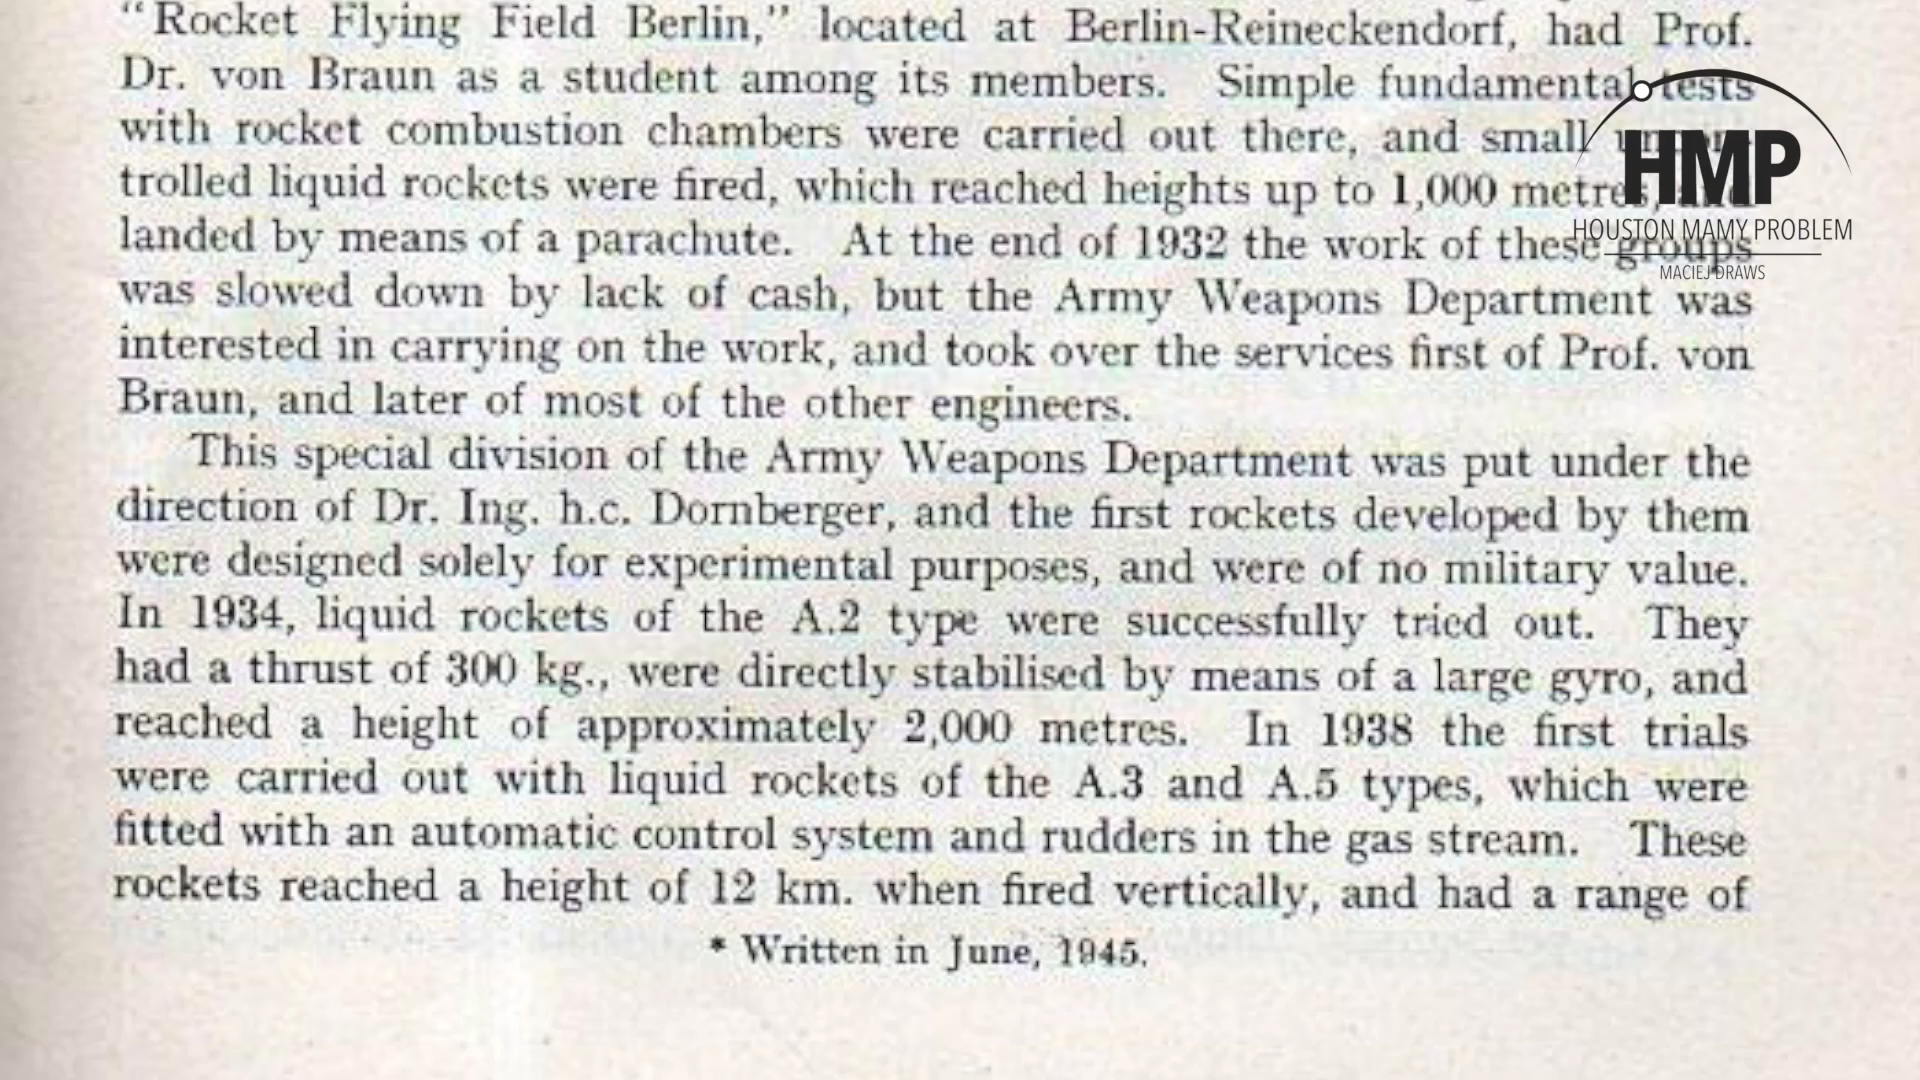 “Rocket Flying Field Berlin,” located at Berlin-Reineckendorf, had Prof.
Dr. von Braun as a student among its members. Simple fundamental tests
with rocket combustion chambers were carried out there, and small
trolled liquid rockets were fired, which reached heights up to 1,000 metres, and
landed by means of a parachute. At the end of 1932 the work of these groups
was slowed down by lack of cash, but the Army Weapons Department was
interested in carrying on the work, and took over the services first of Prof. von
Braun, and later of most of the other engineers.
This special division of the Army Weapons Department was put under the
direction of Dr. Ing. h.c. Dornberger, and the first rockets developed by them
were designed solely for experimental purposes, and were of no military value.
In 1934, liquid rockets of the A.2 type were successfully tried out. They
had a thrust of 300 kg., were directly stabilised by means of a large gyro, and
reached a height of approximately 2,000 metres. In 1938 the first trials
were carried out with liquid rockets of the A.3 and A.5 types, which were
fitted with an automatic control system and rudders in the gas stream. These
rockets reached a height of 12 km. when fired vertically, and had a range of
* Written in June, 1945.
HMP
HOUSTON MAMY PROBLEM
MACIEJ DRAWS